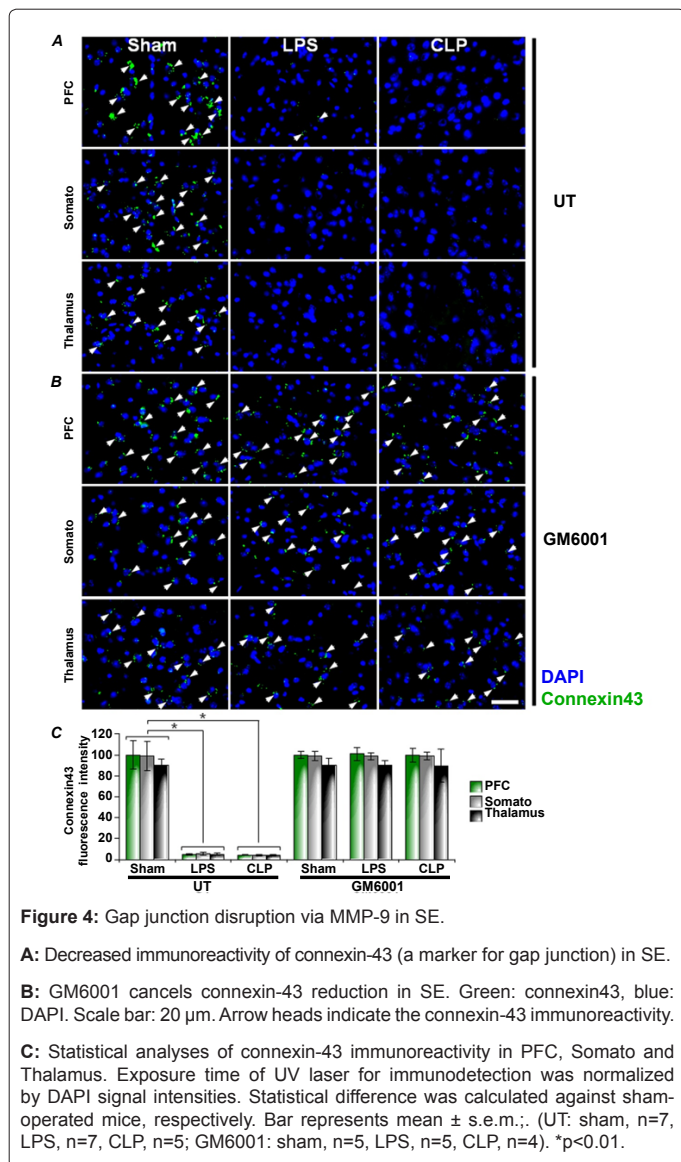 A Sham LPS CLP
PFC
Somato
UT
Thalamus
B
PFC
Somato
GM6001
Thalamus
DAPI
Connexin43
C
Connexin43
fluorescence intensity
120
100
80
60
40
20
0
* *
PFC
Somato
Thalamus
Sham LPS CLP Sham LPS CLP
UT GM6001
Figure 4: Gap junction disruption via MMP-9 in SE.
A: Decreased immunoreactivity of connexin-43 (a marker for gap junction) in SE.
B: GM6001 cancels connexin-43 reduction in SE. Green: connexin43, blue:
DAPI. Scale bar: 20 µm. Arrow heads indicate the connexin-43 immunoreactivity.
C: Statistical analyses of connexin-43 immunoreactivity in PFC, Somato and
Thalamus. Exposure time of UV laser for immunodetection was normalized
by DAPI signal intensities. Statistical difference was calculated against sham-
operated mice, respectively. Bar represents mean ± s.e.m.;. (UT: sham, n=7,
LPS, n=7, CLP, n=5; GM6001: sham, n=5, LPS, n=5, CLP, n=4). *p<0.01.